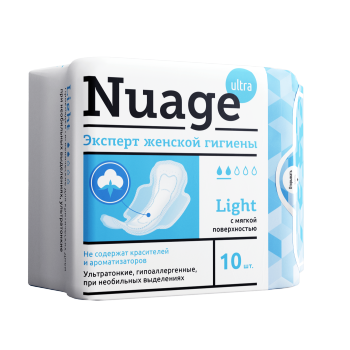 Nuage
ultra
Эксперт женской гигиены
Light
с мягкой
поверхностью
Не содержат красителей
и ароматизаторов
Ультратонкие, гипоаллергенные,
при необильных выделениях
10 шт.